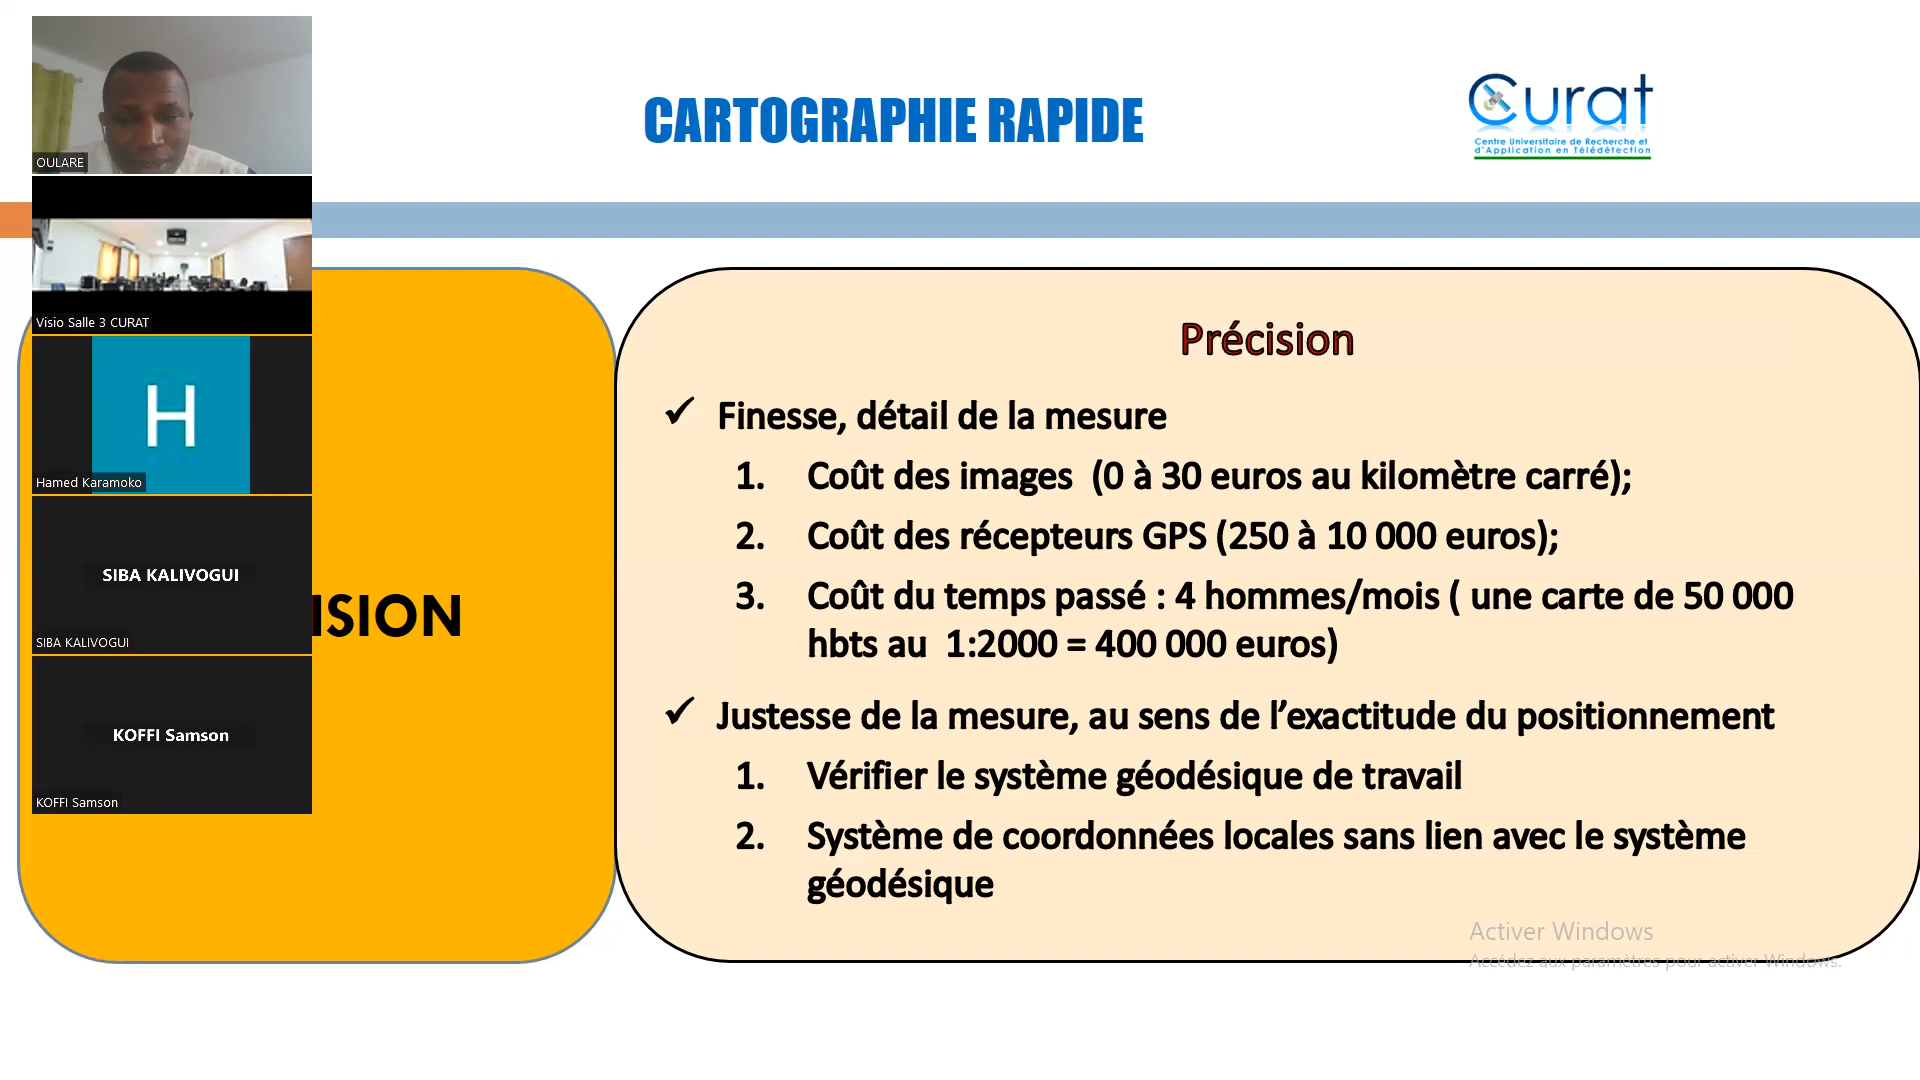 OULARE
Visio Salle 3 CURAT
H
Hamed Karamoko
SIBA KALIVOGUI
SIBA KALIVOGUI
KOFFI Samson
KOFFI Samson
CARTOGRAPHIE RAPIDE
Curat
Centre Universitaire de Recherche et
d'Application en Télédétection
ISION
Précision
✓ Finesse, détail de la mesure
1. Coût des images (0 à 30 euros au kilomètre carré);
2. Coût des récepteurs GPS (250 à 10 000 euros);
3. Coût du temps passé : 4 hommes/mois ( une carte de 50 000
hbts au 1:2000 = 400 000 euros)
✓ Justesse de la mesure, au sens de l’exactitude du positionnement
1. Vérifier le système géodésique de travail
2. Système de coordonnées locales sans lien avec le système
géodésique
Activer Windows
Accédez aux paramètres pour activer Windows.